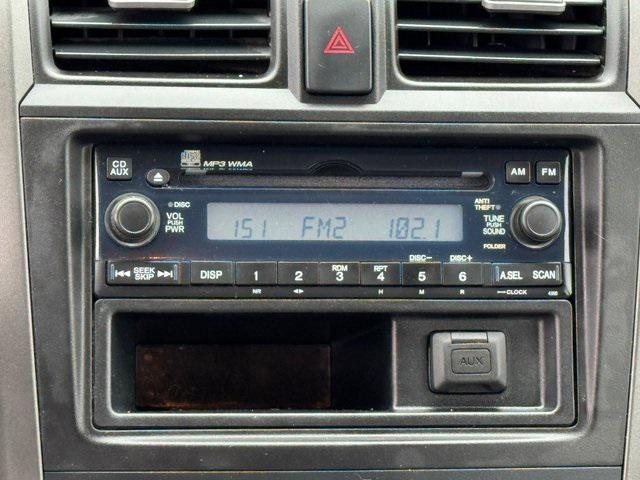 CD
AUX
MP3 WMA
AM
FM
DISC
VOL
PUSH
PWR
151 FM2 102.1
ANTI
THEFT
TUNE
PUSH
SOUND
FOLDER
SEEK
SKIP
DISP
1
2
RDM
3
RPT
4
DISC-
5
DISC+
6
A.SEL
SCAN
NR
H
M
R
CLOCK
AUX